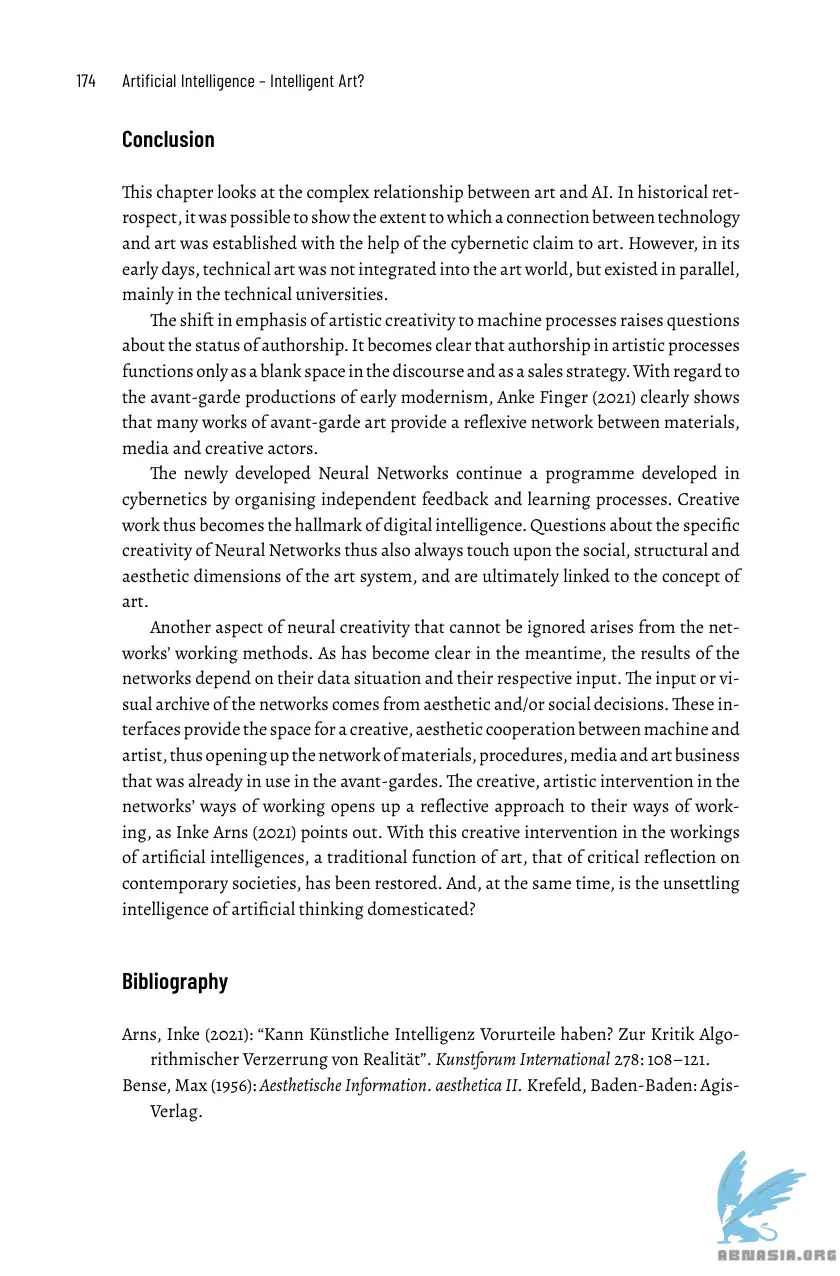 174 Artificial Intelligence – Intelligent Art?
Conclusion
This chapter looks at the complex relationship between art and AI. In historical ret-
rospect, it was possible to show the extent to which a connection between technology
and art was established with the help of the cybernetic claim to art. However, in its
early days, technical art was not integrated into the art world, but existed in parallel,
mainly in the technical universities.
The shift in emphasis of artistic creativity to machine processes raises questions
about the status of authorship. It becomes clear that authorship in artistic processes
functions only as a blank space in the discourse and as a sales strategy. With regard to
the avant-garde productions of early modernism, Anke Finger (2021) clearly shows
that many works of avant-garde art provide a reflexive network between materials,
media and creative actors.
The newly developed Neural Networks continue a programme developed in
cybernetics by organising independent feedback and learning processes. Creative
work thus becomes the hallmark of digital intelligence. Questions about the specific
creativity of Neural Networks thus also always touch upon the social, structural and
aesthetic dimensions of the art system, and are ultimately linked to the concept of
art.
Another aspect of neural creativity that cannot be ignored arises from the net-
works’ working methods. As has become clear in the meantime, the results of the
networks depend on their data situation and their respective input. The input or vi-
sual archive of the networks comes from aesthetic and/or social decisions. These in-
terfaces provide the space for a creative, aesthetic cooperation between machine and
artist, thus opening up the network of materials, procedures, media and art business
that was already in use in the avant-gardes. The creative, artistic intervention in the
networks’ ways of working opens up a reflective approach to their ways of work-
ing, as Inke Arns (2021) points out. With this creative intervention in the workings
of artificial intelligences, a traditional function of art, that of critical reflection on
contemporary societies, has been restored. And, at the same time, is the unsettling
intelligence of artificial thinking domesticated?
Bibliography
Arns, Inke (2021): “Kann Künstliche Intelligenz Vorurteile haben? Zur Kritik Algo-
rithmischer Verzerrung von Realität”. Kunstforum International 278: 108–121.
Bense, Max (1956): Aesthetische Information. aesthetica II. Krefeld, Baden-Baden: Agis-
Verlag.
ABNASIA.ORG